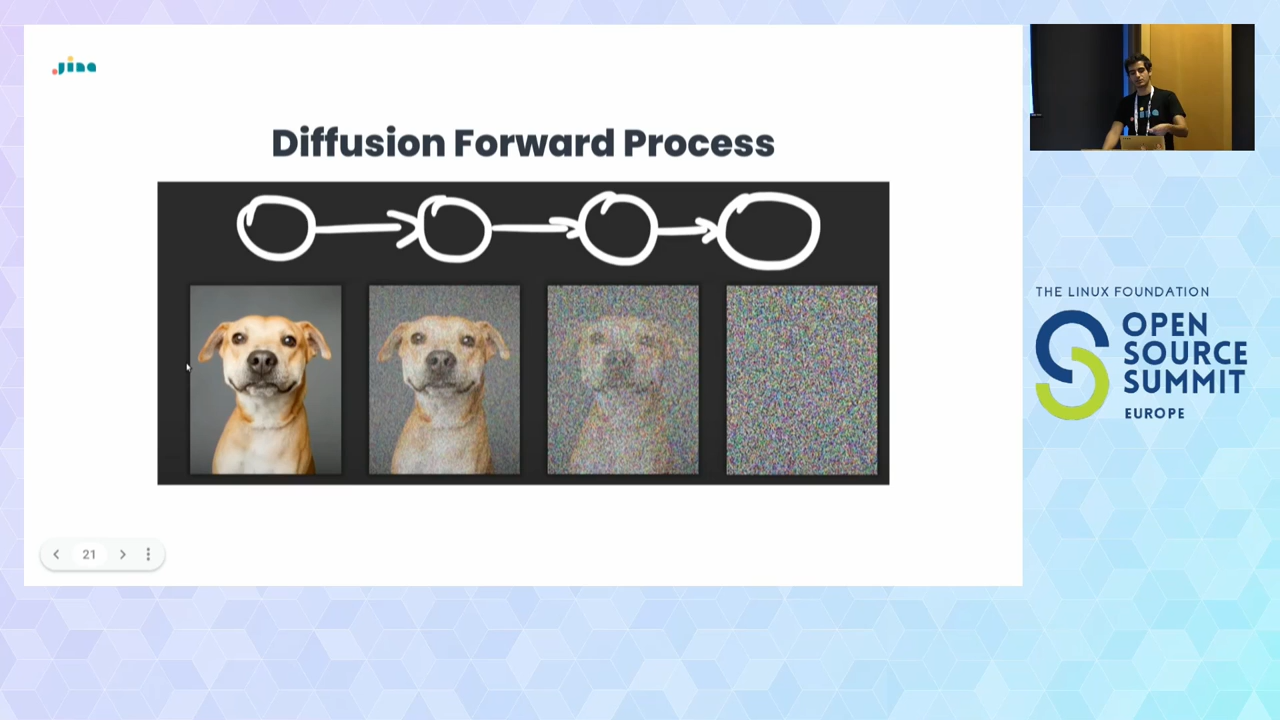 Jina
Diffusion Forward Process
21
THE LINUX FOUNDATION
OPEN
SOURCE
SUMMIT
EUROPE